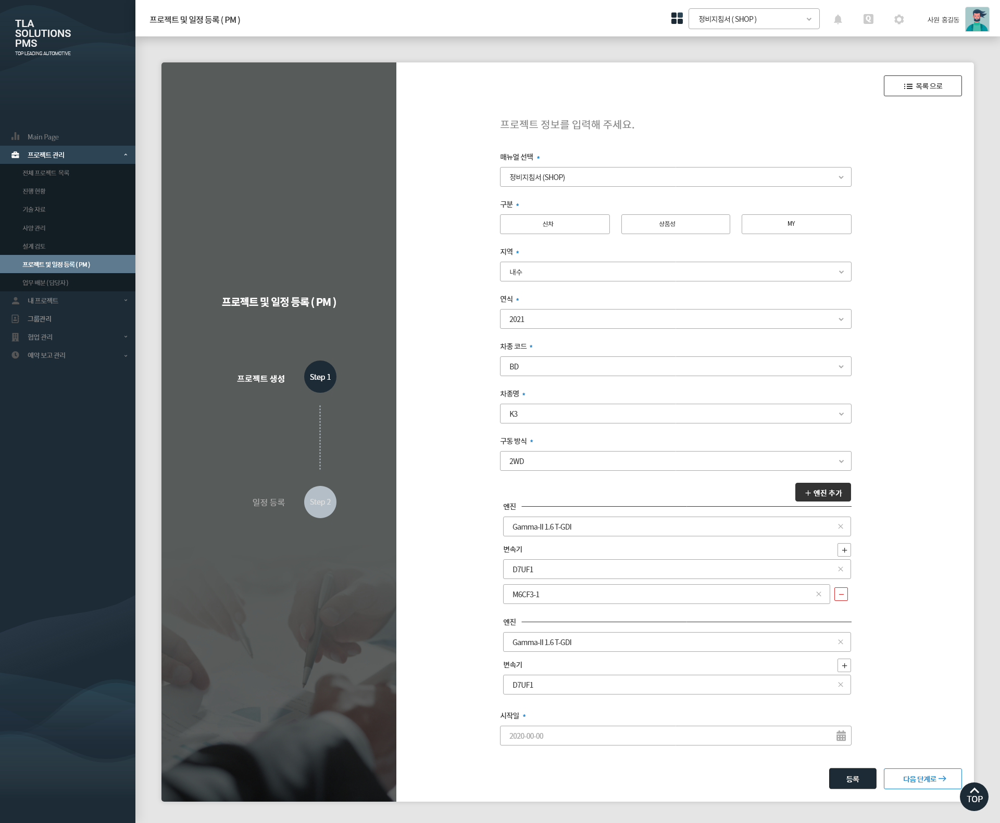 TLA
SOLUTIONS
PMS
TOP LEADING AUTOMOTIVE
프로젝트 및 일정 등록 ( PM )
정비지침서 ( SHOP )
Q
사원 홍길동
Main Page
프로젝트 관리
전체 프로젝트 목록
진행 현황
기술 자료
사양 관리
설계 검토
프로젝트 및 일정 등록 ( PM )
업무 배분 ( 담당자 )
내 프로젝트
그룹관리
협업 관리
예약 보고 관리
프로젝트 및 일정 등록 ( PM )
프로젝트 생성
Step 1
일정 등록
Step 2
목록 으로
프로젝트 정보를 입력해 주세요.
매뉴얼 선택 *
정비지침서 (SHOP)
구분 *
신차 상품성 MY
지역 *
내수
연식 *
2021
차종 코드 *
BD
차종명 *
K3
구동 방식 *
2WD
+ 엔진 추가
엔진
Gamma-II 1.6 T-GDI
변속기
D7UF1
M6CF3-1
엔진
Gamma-II 1.6 T-GDI
변속기
D7UF1
시작일 *
2020-00-00
등록
다음 단계로 →
TOP